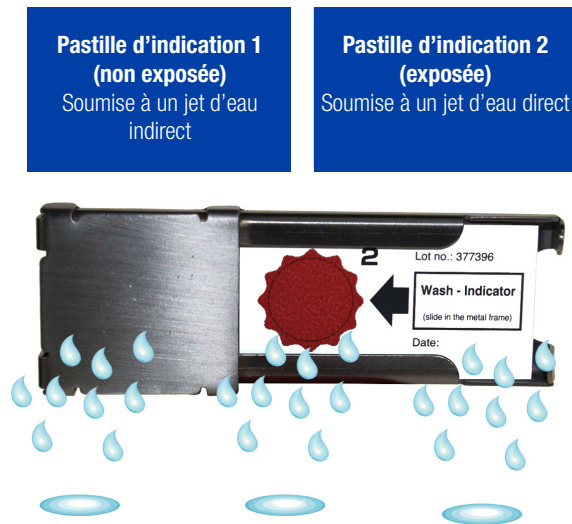 Pastille d'indication 1
(non exposée)
Soumise à un jet d'eau
indirect
Pastille d'indication 2
(exposée)
Soumise à un jet d'eau direct
2
Lot no.: 377396
Wash - Indicator
(slide in the metal frame)
Date: